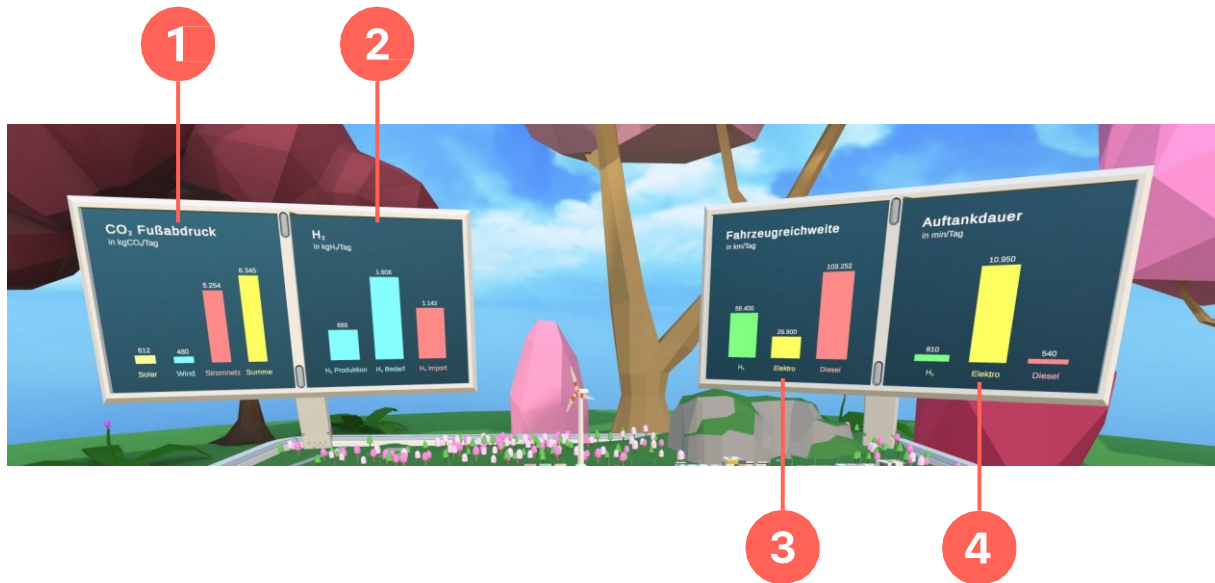 1
2
CO₂ Fußabdruck
in kgCO₂/Tag
6.345
5.254
612
480
Solar
Wind
Stromnetz
Summe
H₂
in kgH₂/Tag
1.806
1.142
665
H₂ Produktion
H₂ Bedarf
H₂ Import
Fahrzeugreichweite
in km/Tag
103.252
66.400
26.800
H₂
Elektro
Diesel
Auftankdauer
in min/Tag
10.950
810
540
H₂
Elektro
Diesel
3
4